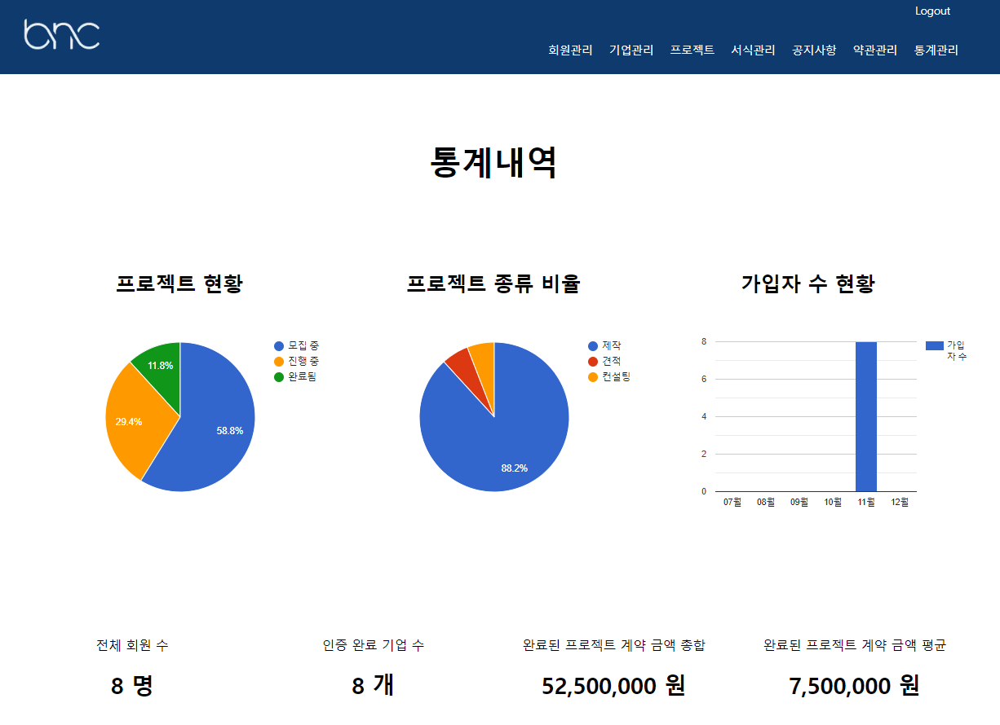 Logout
bnc
회원관리 기업관리 프로젝트 서식관리 공지사항 약관관리 통계관리
통계내역
프로젝트 현황
모집 중
진행 중
완료됨
11.8%
29.4%
58.8%
프로젝트 종류 비율
제작
견적
컨설팅
88.2%
가입자 수 현황
8
6
4
2
0
07월 08월 09월 10월 11월 12월
가입
자 수
전체 회원 수
8 명
인증 완료 기업 수
8 개
완료된 프로젝트 계약 금액 종합
52,500,000 원
완료된 프로젝트 계약 금액 평균
7,500,000 원